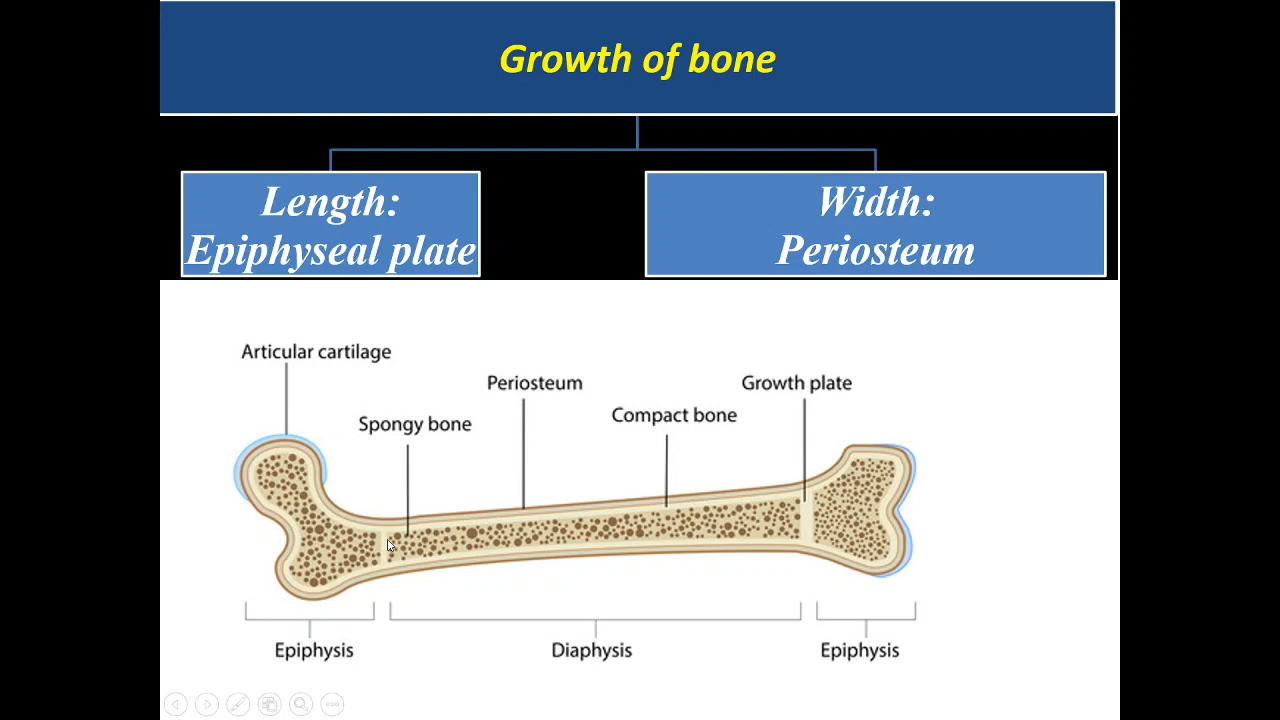 Growth of bone
Length:
Epiphyseal plate
Width:
Periosteum
Articular cartilage
Periosteum
Growth plate
Spongy bone
Compact bone
Epiphysis
Diaphysis
Epiphysis